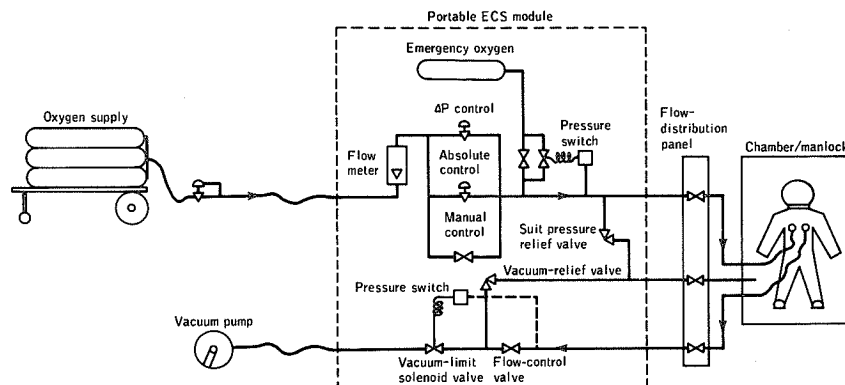 Portable ECS module
Emergency oxygen
Oxygen supply
ΔP control
Pressure
switch
Flow-
distribution
panel
Chamber/manlock
Flow
meter
Absolute
control
Manual
control
Suit pressure
relief valve
Vacuum-relief valve
Pressure switch
Vacuum pump
Vacuum-limit
solenoid valve
Flow-control
valve